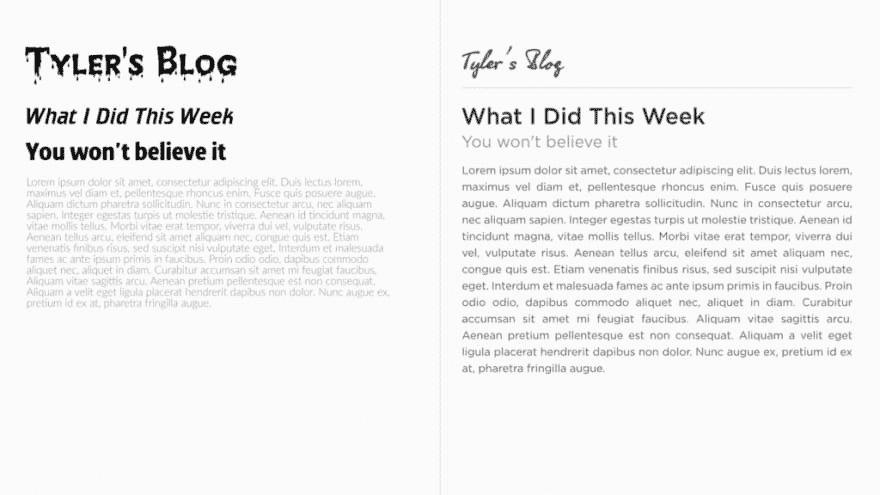 Tyler's Blog
What I Did This Week
You won't believe it
Lorem ipsum dolor sit amet, consectetur adipiscing elit. Duis lectus lorem,
maximus vel diam et, pellentesque rhoncus enim. Fusce quis posuere augue.
Aliquam dictum pharetra sollicitudin. Nunc in consectetur arcu, nec aliquam
sapien. Integer egestas turpis ut molestie tristique. Aenean id tincidunt magna,
vitae mollis tellus. Morbi vitae erat tempor, viverra dui vel, vulputate risus.
Aenean tellus arcu, eleifend sit amet aliquam nec, congue quis est. Etiam
venenatis finibus risus, sed suscipit nisi vulputate eget. Interdum et malesuada
fames ac ante ipsum primis in faucibus. Proin odio odio, dapibus commodo
aliquet nec, aliquet in diam. Curabitur accumsan sit amet mi feugiat faucibus.
Aliquam vitae sagittis arcu. Aenean pretium pellentesque est non consequat.
Aliquam a velit eget ligula placerat hendrerit dapibus non dolor. Nunc augue ex,
pretium id ex at, pharetra fringilla augue.
Tyler's Blog
What I Did This Week
You won't believe it
Lorem ipsum dolor sit amet, consectetur adipiscing elit. Duis lectus lorem,
maximus vel diam et, pellentesque rhoncus enim. Fusce quis posuere
augue. Aliquam dictum pharetra sollicitudin. Nunc in consectetur arcu,
nec aliquam sapien. Integer egestas turpis ut molestie tristique. Aenean id
tincidunt magna, vitae mollis tellus. Morbi vitae erat tempor, viverra dui
vel, vulputate risus. Aenean tellus arcu, eleifend sit amet aliquam nec,
congue quis est. Etiam venenatis finibus risus, sed suscipit nisi vulputate
eget. Interdum et malesuada fames ac ante ipsum primis in faucibus. Proin
odio odio, dapibus commodo aliquet nec, aliquet in diam. Curabitur
accumsan sit amet mi feugiat faucibus. Aliquam vitae sagittis arcu.
Aenean pretium pellentesque est non consequat. Aliquam a velit eget
ligula placerat hendrerit dapibus non dolor. Nunc augue ex, pretium id ex
at, pharetra fringilla augue.